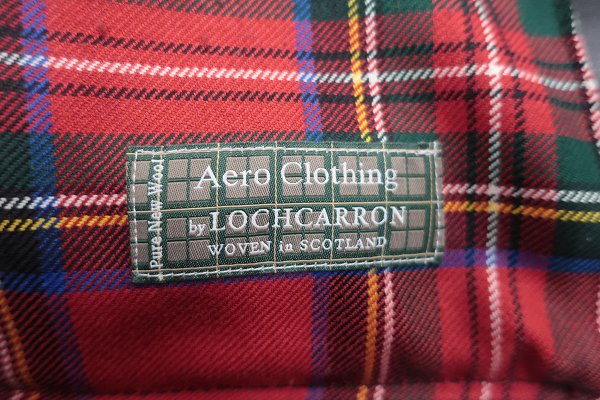 Pure New Wool
Aero Clothing
by LOCHCARRON
WOVEN in SCOTLAND